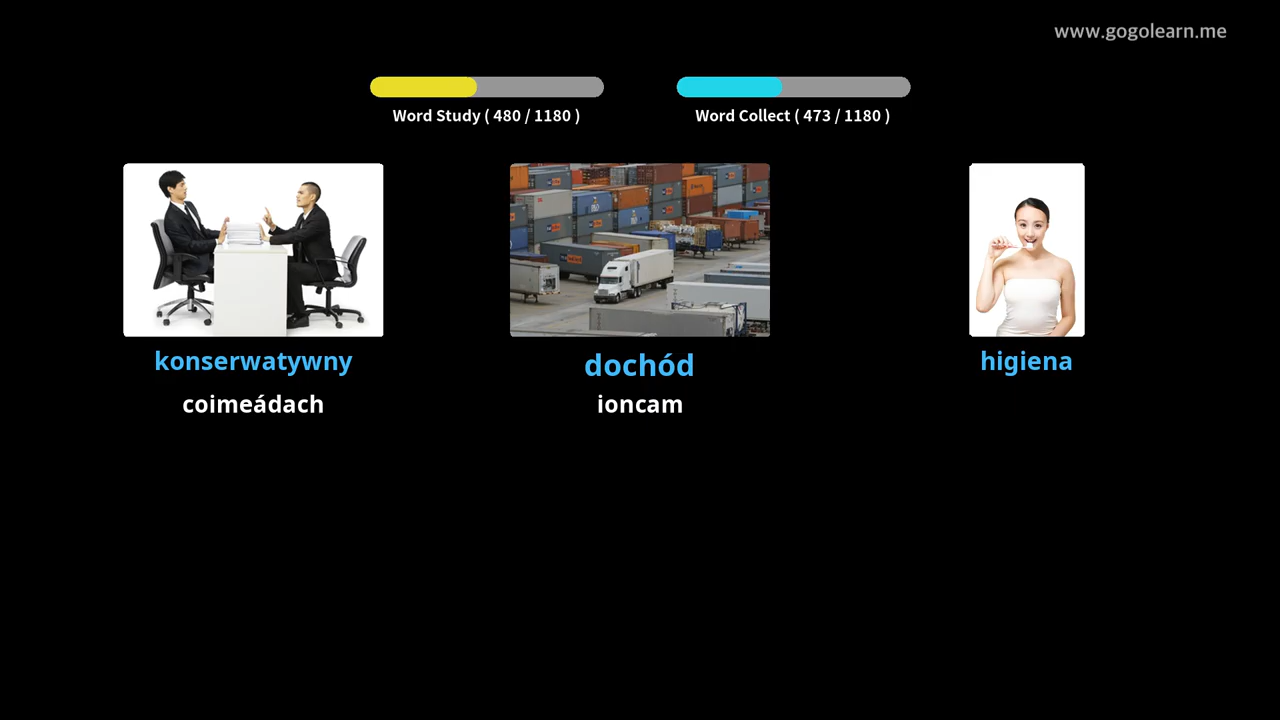 www.gogolearn.me
Word Study ( 480 / 1180 )
Word Collect ( 473 / 1180 )
konserwatywny
dochód
higiena
coimeádach
ioncam